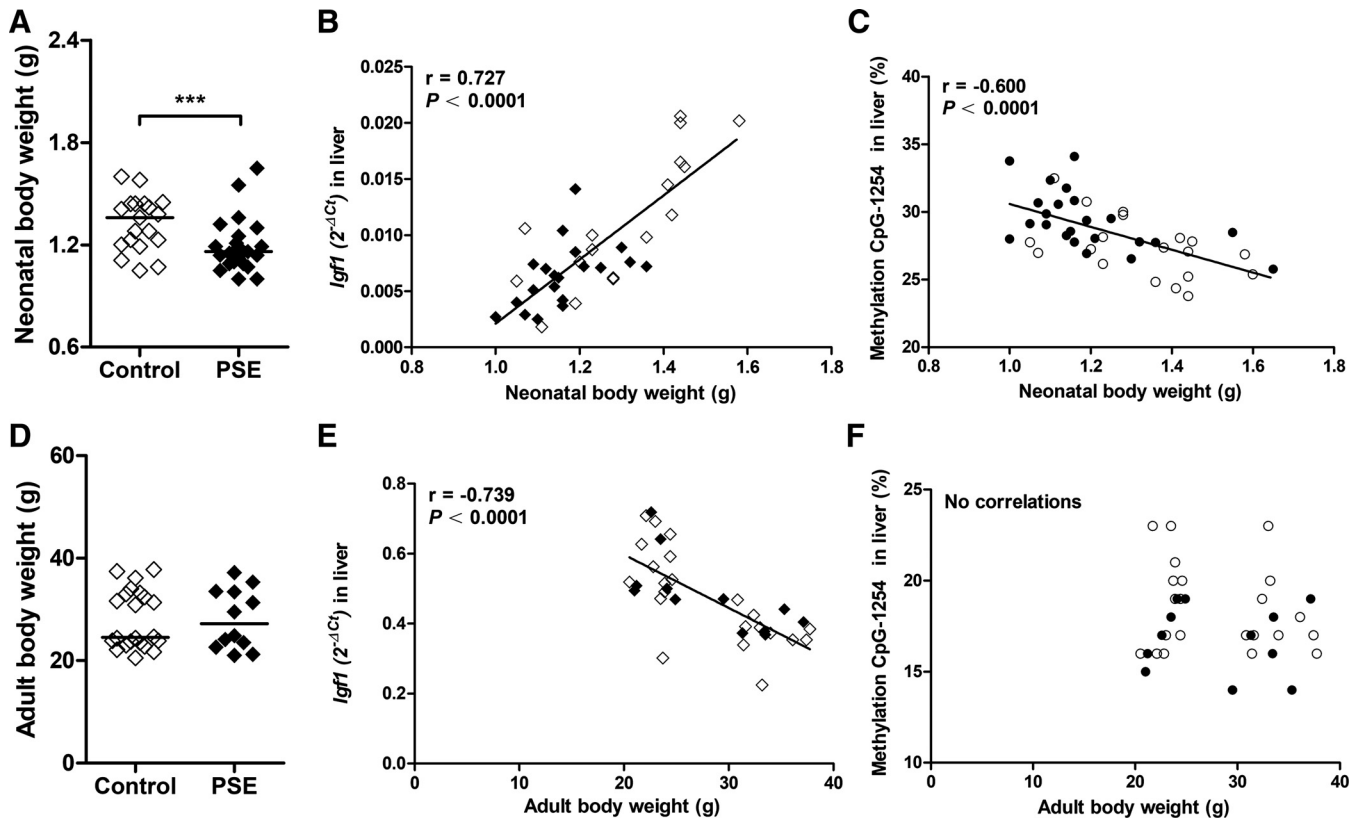 A
Neonatal body weight (g)
2.4
1.8
1.2
0.6
***
Control
PSE
B
Igf1 (2-ΔCt) in liver
0.025
0.020
0.015
0.010
0.005
0.000
r = 0.727
P < 0.0001
0.8
1.0
1.2
1.4
1.6
1.8
Neonatal body weight (g)
C
Methylation CpG-1254 in liver (%)
40
35
30
25
20
r = -0.600
P < 0.0001
0.8
1.0
1.2
1.4
1.6
1.8
Neonatal body weight (g)
D
Adult body weight (g)
60
40
20
0
Control
PSE
E
Igf1 (2-ΔCt) in liver
0.8
0.6
0.4
0.2
0.0
r = -0.739
P < 0.0001
0
10
20
30
40
Adult body weight (g)
F
Methylation CpG-1254 in liver (%)
25
20
15
10
No correlations
0
10
20
30
40
Adult body weight (g)